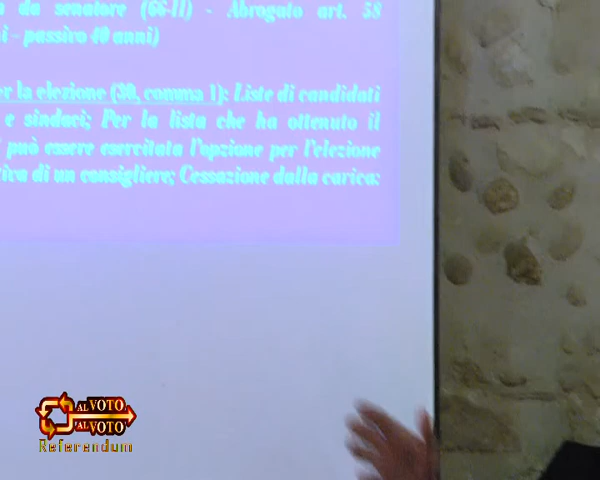 da senatore (66-II) - Abrogato art. 58
- passivo 40 anni)
er la elezione (30, comma 1): Liste di candidati
e sindaci; Per la lista che ha ottenuto il
può essere esercitata l'opzione per l'elezione
tiva di un consigliere; Cessazione dalla carica:
AL VOTO,
AL VOTO
Referendum